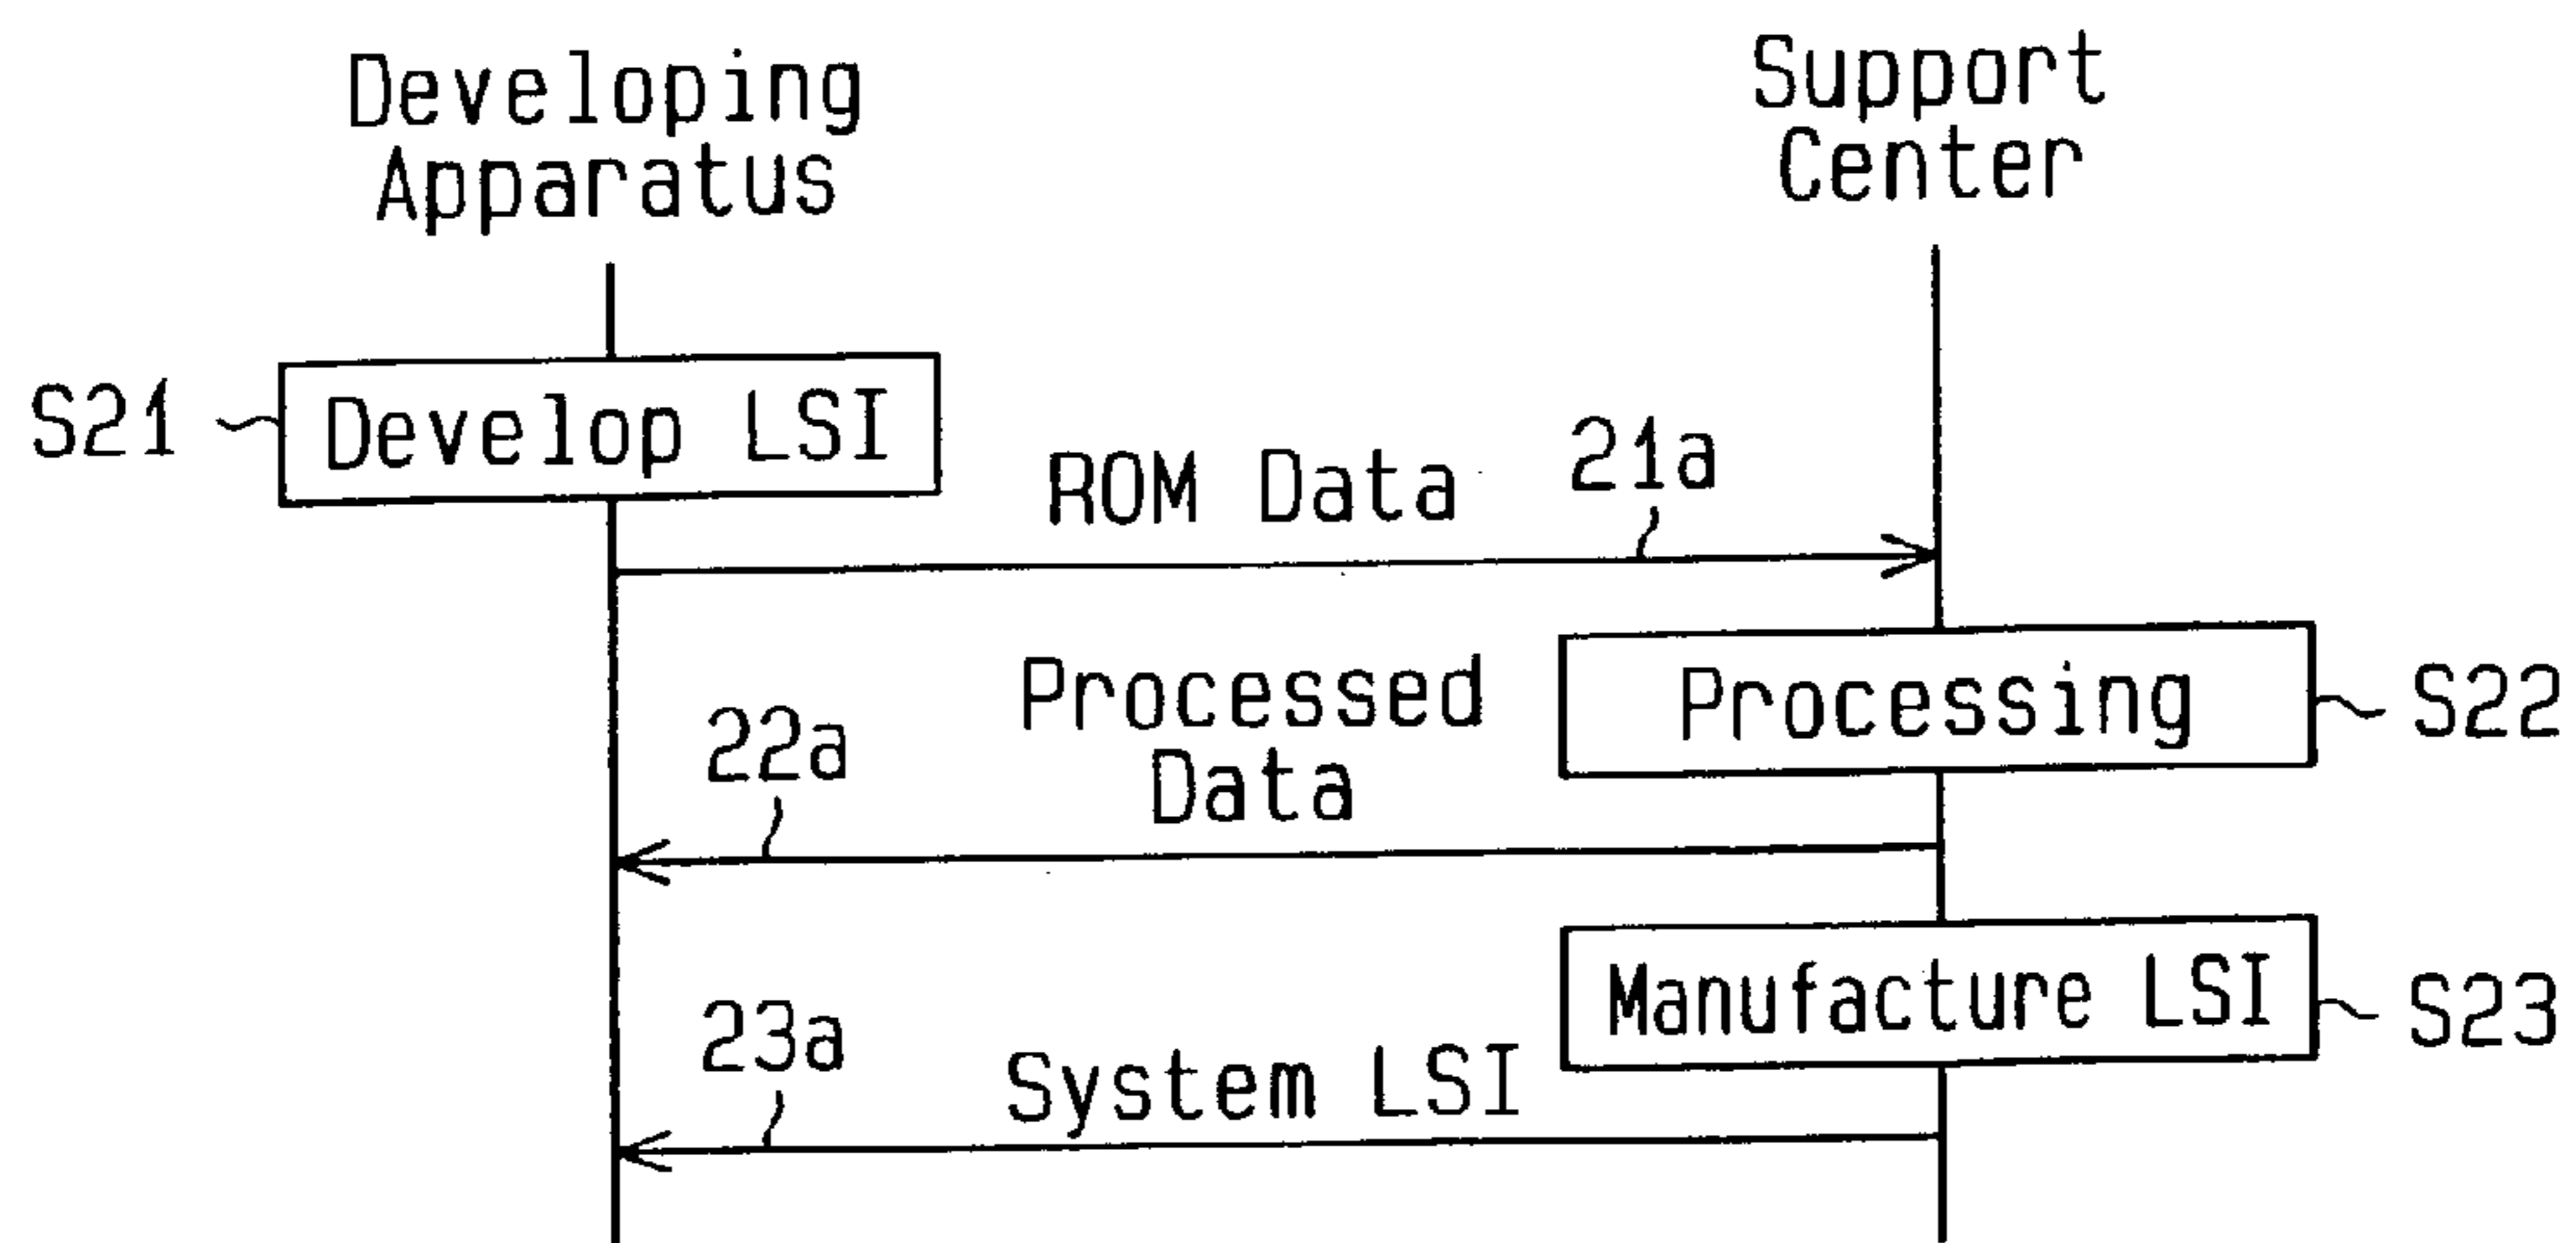 Developing
Apparatus
Support
Center
S21
Develop LSI
ROM Data
21a
Processing
S22
Processed
Data
22a
Manufacture LSI
S23
23a
System LSI